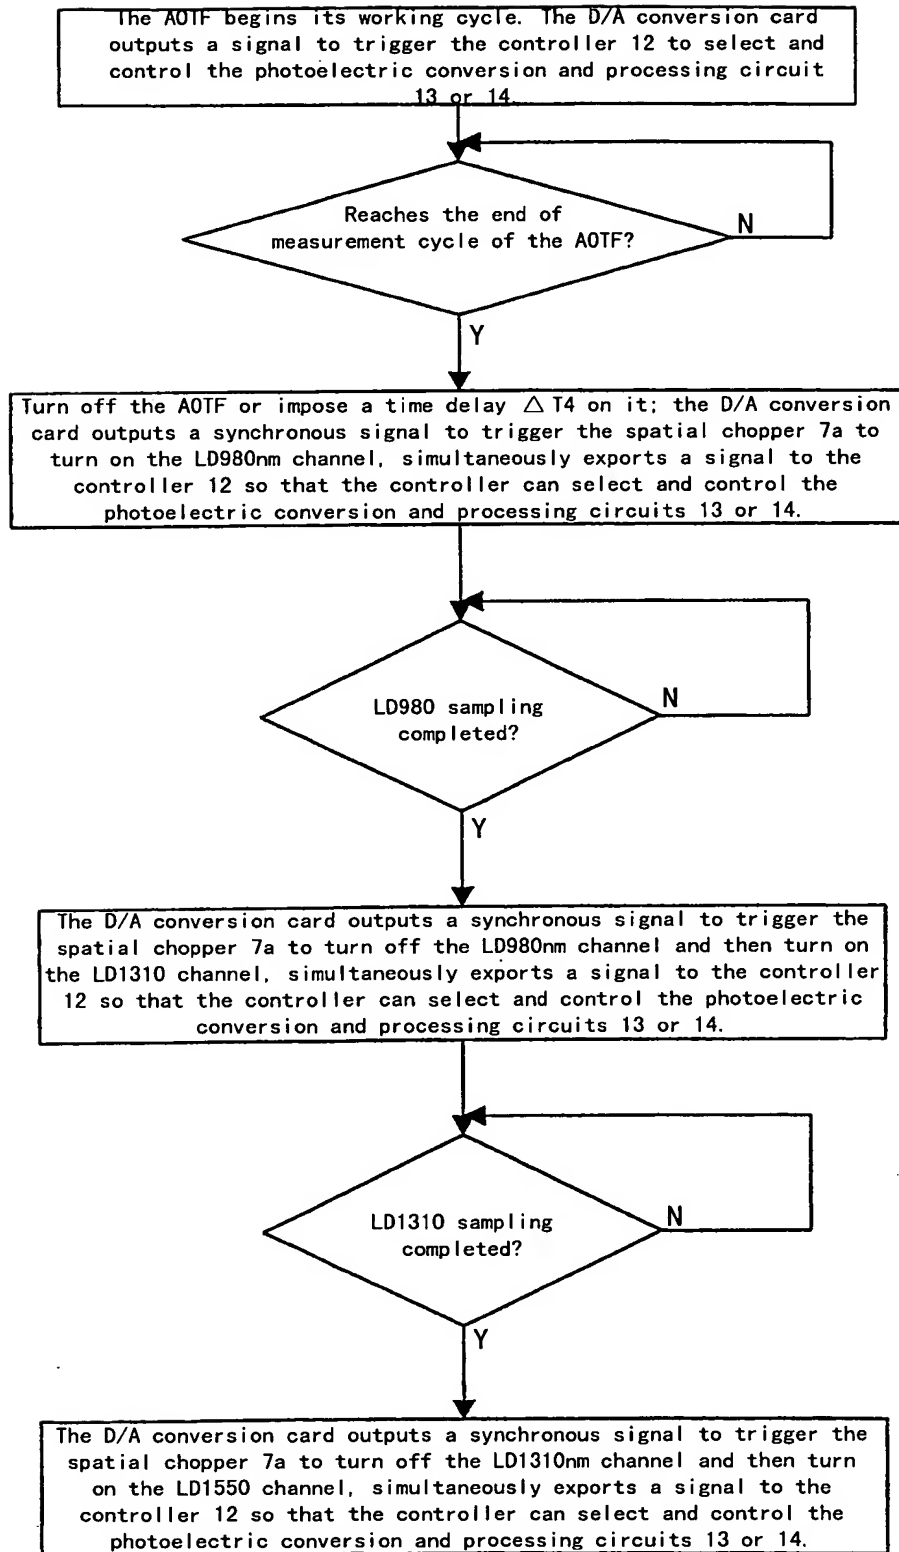 The AOTF begins its working cycle. The D/A conversion card
outputs a signal to trigger the controller 12 to select and
control the photoelectric conversion and processing circuit
13 or 14.
Reaches the end of
measurement cycle of the AOTF?
N
Y
Turn off the AOTF or impose a time delay △T4 on it; the D/A conversion
card outputs a synchronous signal to trigger the spatial chopper 7a to
turn on the LD980nm channel, simultaneously exports a signal to the
controller 12 so that the controller can select and control the
photoelectric conversion and processing circuits 13 or 14.
LD980 sampling
completed?
N
Y
The D/A conversion card outputs a synchronous signal to trigger the
spatial chopper 7a to turn off the LD980nm channel and then turn on
the LD1310 channel, simultaneously exports a signal to the controller
12 so that the controller can select and control the photoelectric
conversion and processing circuits 13 or 14.
LD1310 sampling
completed?
N
Y
The D/A conversion card outputs a synchronous signal to trigger the
spatial chopper 7a to turn off the LD1310nm channel and then turn
on the LD1550 channel, simultaneously exports a signal to the
controller 12 so that the controller can select and control the
photoelectric conversion and processing circuits 13 or 14.